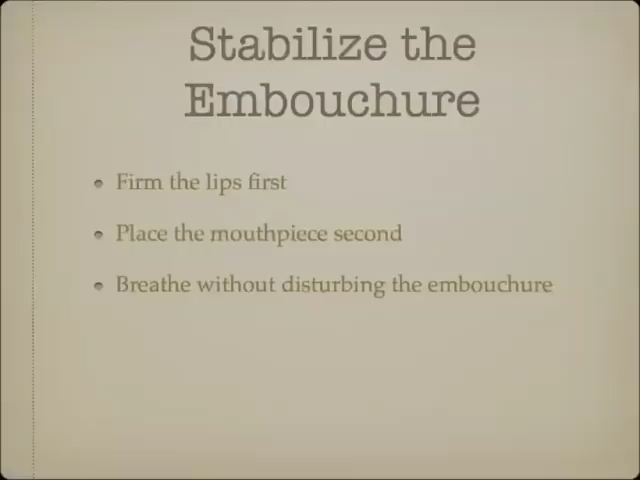 Stabilize the
Embouchure
Firm the lips first
Place the mouthpiece second
Breathe without disturbing the embouchure